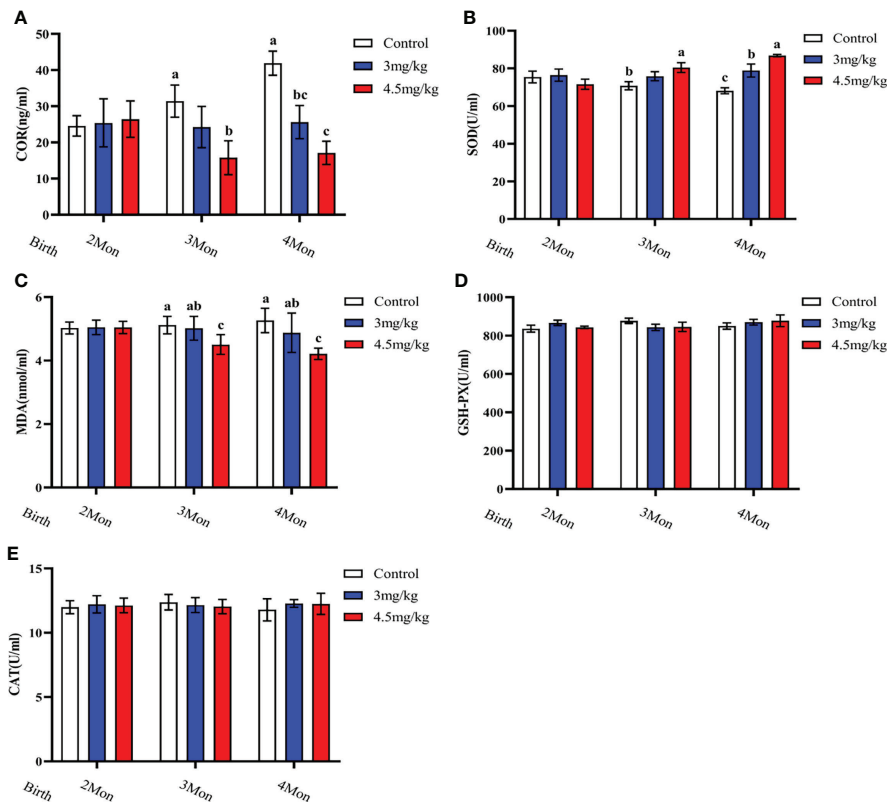 A
50
40
30
20
10
0
COR(ng/ml)
a
b
a
bc
c
Birth
2Mon
3Mon
4Mon
Control
3mg/kg
4.5mg/kg
B
100
80
60
40
20
0
SOD(U/ml)
b
a
c
b
a
Birth
2Mon
3Mon
4Mon
Control
3mg/kg
4.5mg/kg
C
6
4
2
0
MDA(nmol/ml)
a
ab
c
a
ab
c
Birth
2Mon
3Mon
4Mon
Control
3mg/kg
4.5mg/kg
D
1000
800
600
400
200
0
GSH-PX(U/ml)
Birth
2Mon
3Mon
4Mon
Control
3mg/kg
4.5mg/kg
E
15
10
5
0
CAT(U/ml)
Birth
2Mon
3Mon
4Mon
Control
3mg/kg
4.5mg/kg